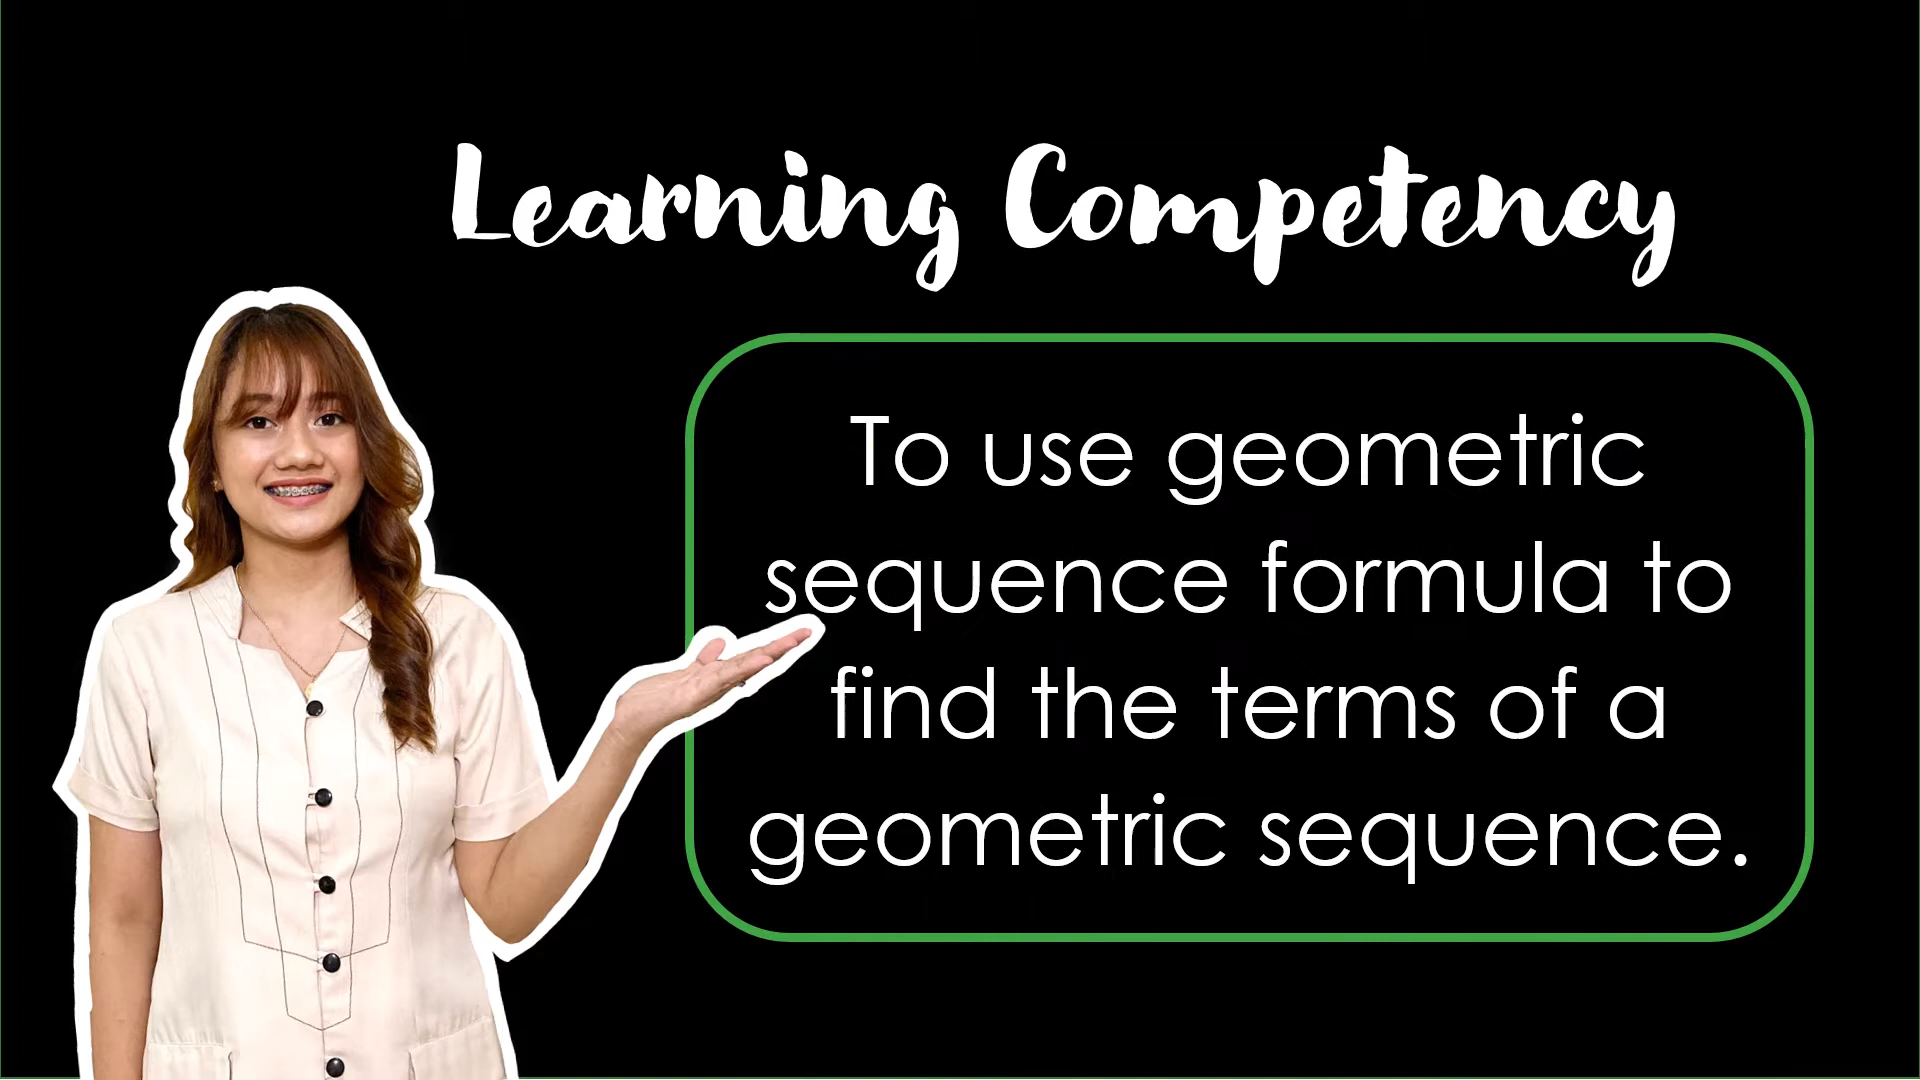 Learning Competency
To use geometric
sequence formula to
find the terms of a
geometric sequence.